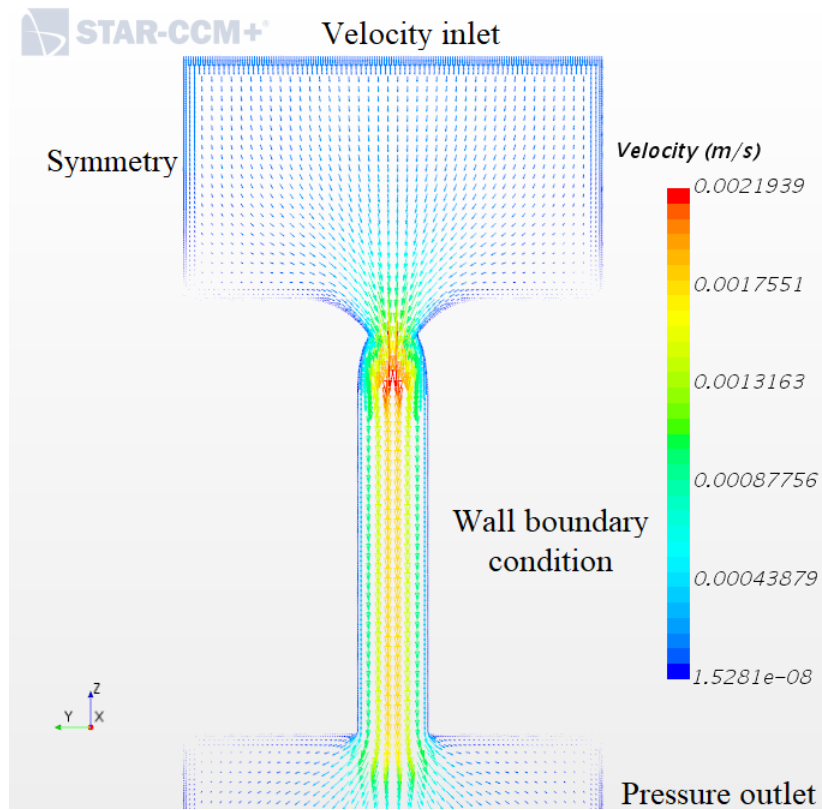 STAR-CCM+®
Velocity inlet
Symmetry
Velocity (m/s)
0.0021939
0.0017551
0.0013163
0.00087756
0.00043879
1.5281e-08
Wall boundary
condition
Z
Y
X
Pressure outlet